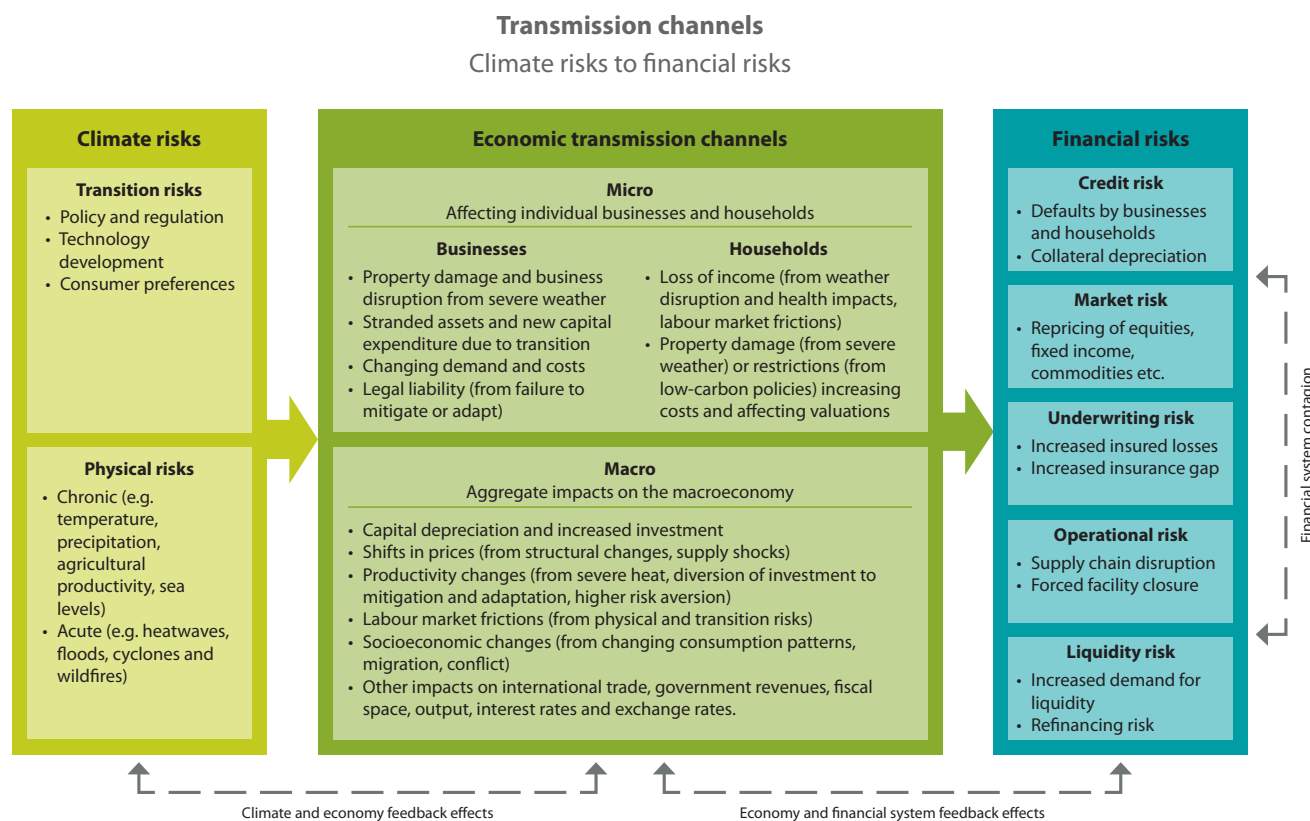 Transmission channels
Climate risks to financial risks
Climate risks
Transition risks
• Policy and regulation
• Technology
development
• Consumer preferences
Physical risks
• Chronic (e.g.
temperature,
precipitation,
agricultural
productivity, sea
levels)
• Acute (e.g. heatwaves,
floods, cyclones and
wildfires)
Economic transmission channels
Micro
Affecting individual businesses and households
Businesses
• Property damage and business
disruption from severe weather
• Stranded assets and new capital
expenditure due to transition
• Changing demand and costs
• Legal liability (from failure to
mitigate or adapt)
Households
• Loss of income (from weather
disruption and health impacts,
labour market frictions)
• Property damage (from severe
weather) or restrictions (from
low-carbon policies) increasing
costs and affecting valuations
Macro
Aggregate impacts on the macroeconomy
• Capital depreciation and increased investment
• Shifts in prices (from structural changes, supply shocks)
• Productivity changes (from severe heat, diversion of investment to
mitigation and adaptation, higher risk aversion)
• Labour market frictions (from physical and transition risks)
• Socioeconomic changes (from changing consumption patterns,
migration, conflict)
• Other impacts on international trade, government revenues, fiscal
space, output, interest rates and exchange rates.
Financial risks
Credit risk
• Defaults by businesses
and households
• Collateral depreciation
Market risk
• Repricing of equities,
fixed income,
commodities etc.
Underwriting risk
• Increased insured losses
• Increased insurance gap
Operational risk
• Supply chain disruption
• Forced facility closure
Liquidity risk
• Increased demand for
liquidity
• Refinancing risk
Financial system contagion
Climate and economy feedback effects
Economy and financial system feedback effects